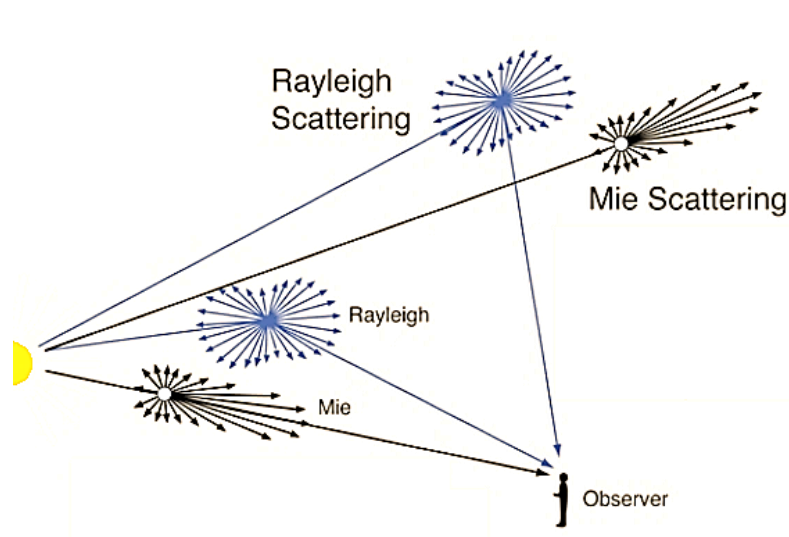 Rayleigh
Scattering
Mie Scattering
Rayleigh
Mie
Observer